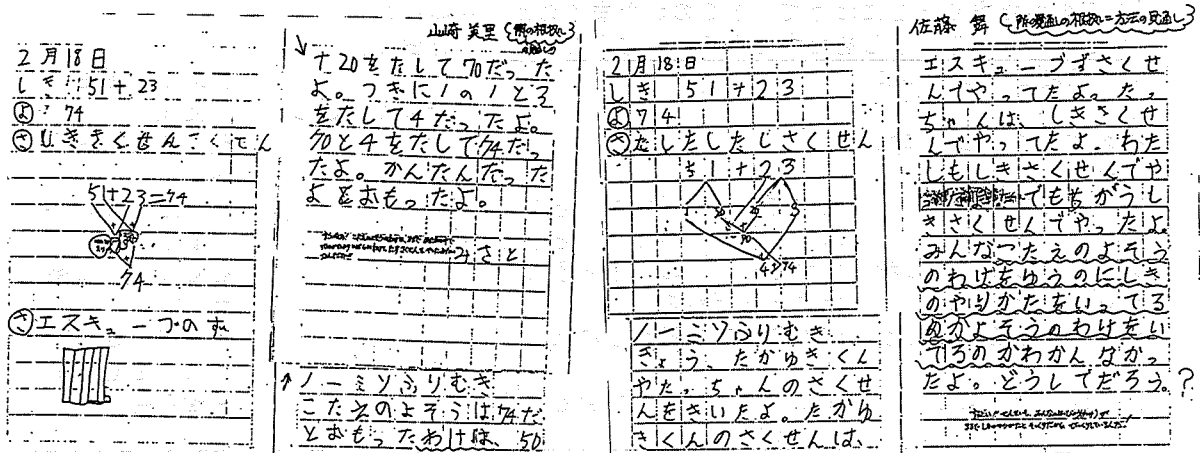 2月18日
しき 51+23
よ 74
さ しききくせんこくせん
51+23=74
74
さ エスキューブのず
山崎 美里
ノーミソふりむき
こたえのよそうは74だ
とおもったわけは、50
+20をたして70だった
よ。つぎに1の1と3
をたして4だったよ。
70と4をたして74だっ
たよ。かんたんだった
よとおもったよ。
みさと
2月18日
しき 51+23
よ 74
さ たしたしたしさくせん
51+23
74
ノーミソふりむき
きょう、たかゆきくん
やたっちゃんのさくせ
んをきいたよ。たかゆ
きくんのさくせんは、
佐藤 舞
エスキューブずさくせ
んでやってたよ。たっ
ちゃんは、しきさくせ
んでやってたよ。わた
しもしきさくせんでや
でもちがうし
きさくせんでやったよ。
みんなこたえのよそう
のわけをゆうのにしき
のやりかたをいってる
のかよそうのわけをい
てろのかわかんなかっ
たよ。どうしてだろう。?